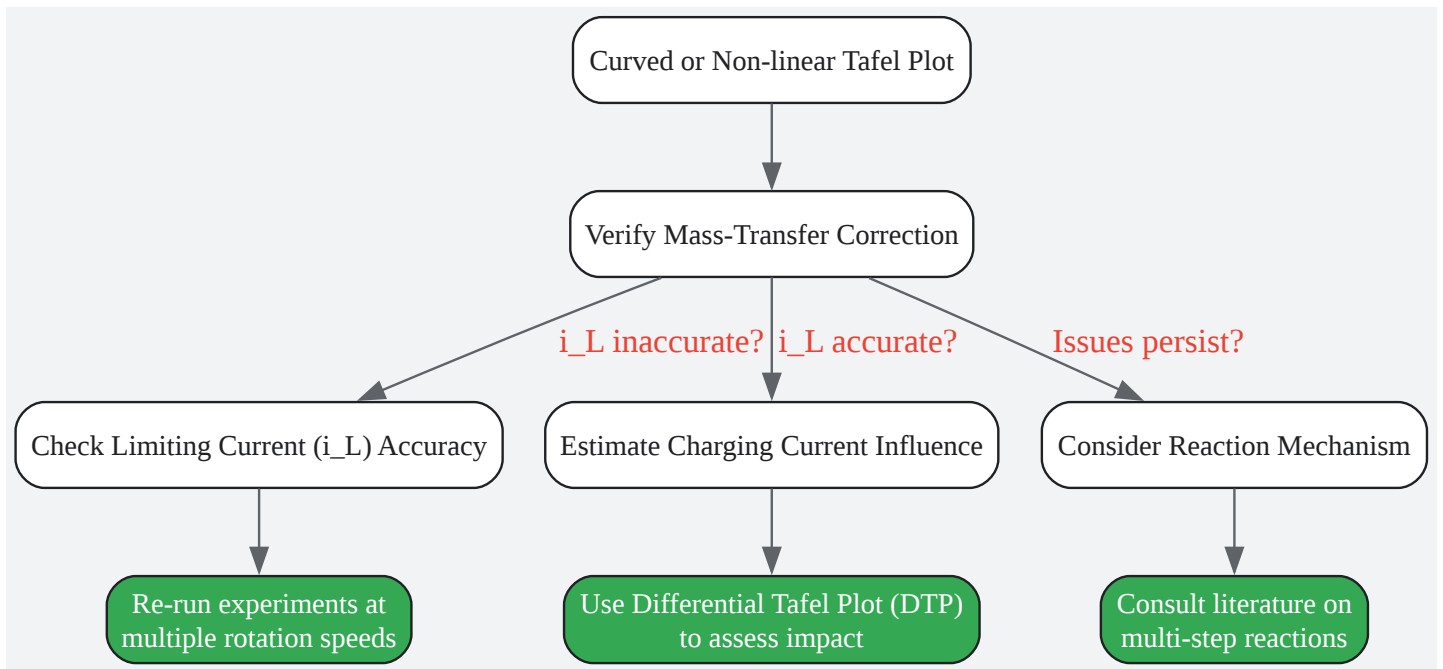 Curved or Non-linear Tafel Plot
Verify Mass-Transfer Correction
i_L inaccurate?
i_L accurate?
Issues persist?
Check Limiting Current (i_L) Accuracy
Estimate Charging Current Influence
Consider Reaction Mechanism
Re-run experiments at
multiple rotation speeds
Use Differential Tafel Plot (DTP)
to assess impact
Consult literature on
multi-step reactions